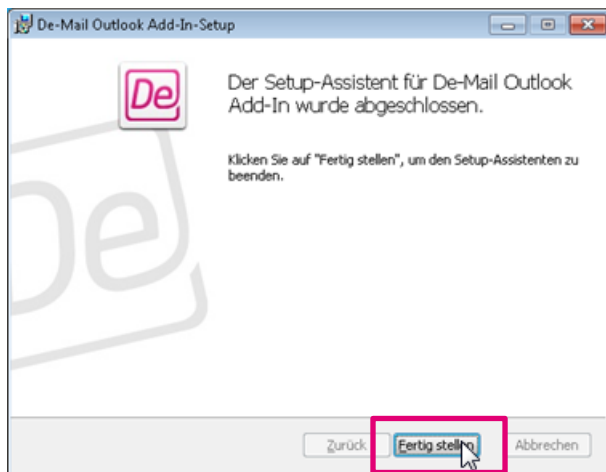 De-Mail Outlook Add-In-Setup
De
Der Setup-Assistent für De-Mail Outlook
Add-In wurde abgeschlossen.
Klicken Sie auf "Fertig stellen", um den Setup-Assistenten zu
beenden.
De
Zurück
Fertig stellen
Abbrechen